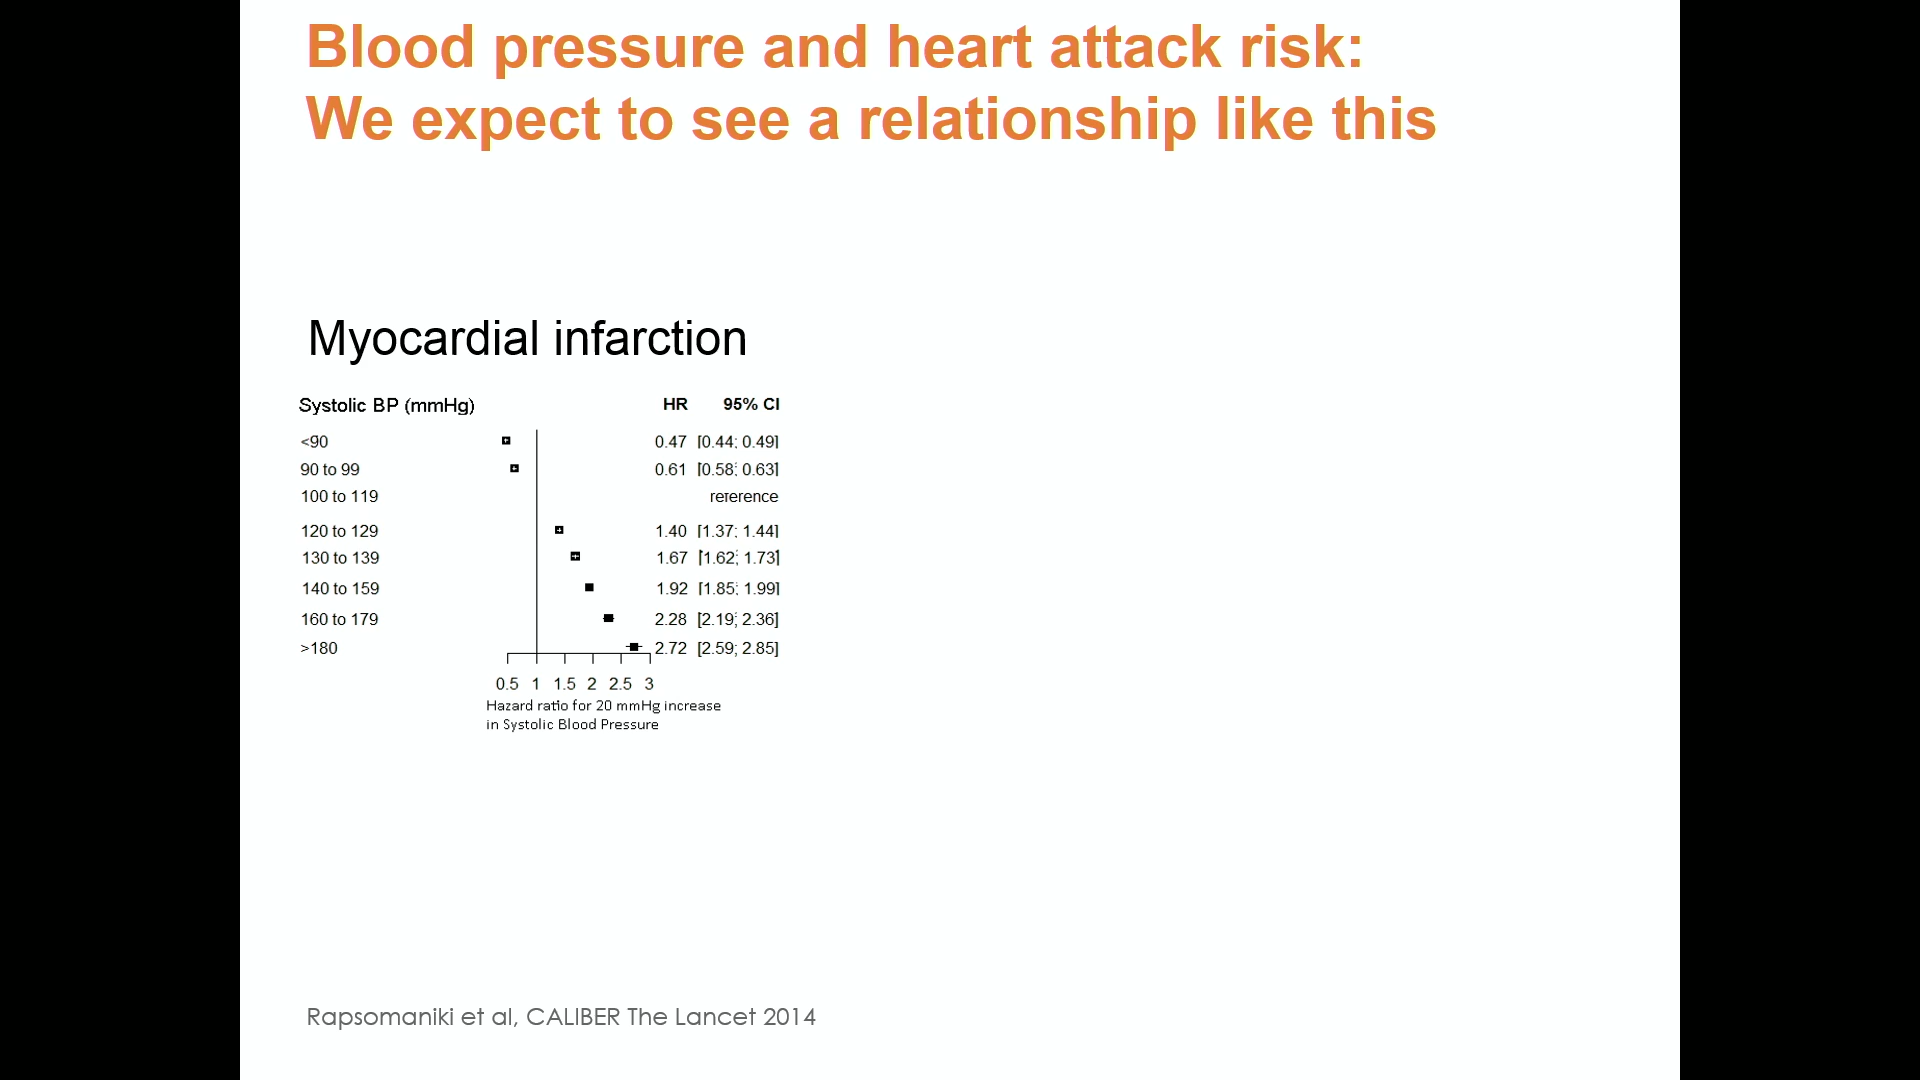 Blood pressure and heart attack risk:
We expect to see a relationship like this
Myocardial infarction
Systolic BP (mmHg) HR 95% CI
<90 0.47 [0.44; 0.49]
90 to 99 0.61 [0.58; 0.63]
100 to 119 reference
120 to 129 1.40 [1.37; 1.44]
130 to 139 1.67 [1.62; 1.73]
140 to 159 1.92 [1.85; 1.99]
160 to 179 2.28 [2.19; 2.36]
>180 2.72 [2.59; 2.85]
0.5 1 1.5 2 2.5 3
Hazard ratio for 20 mmHg increase
in Systolic Blood Pressure
Rapsomaniki et al, CALIBER The Lancet 2014